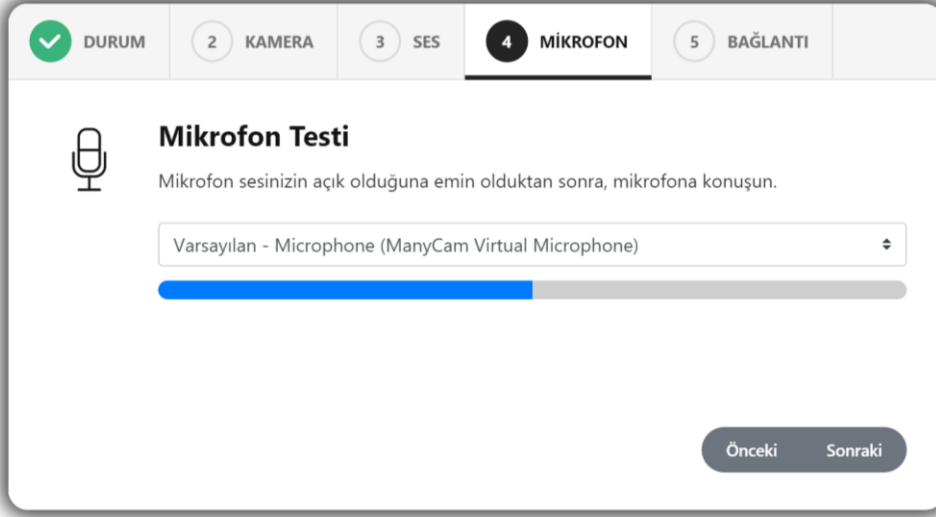 DURUM
2 KAMERA
3 SES
4 MİKROFON
5 BAĞLANTI
Mikrofon Testi
Mikrofon sesinizin açık olduğuna emin olduktan sonra, mikrofona konuşun.
Varsayılan - Microphone (ManyCam Virtual Microphone)
Önceki Sonraki